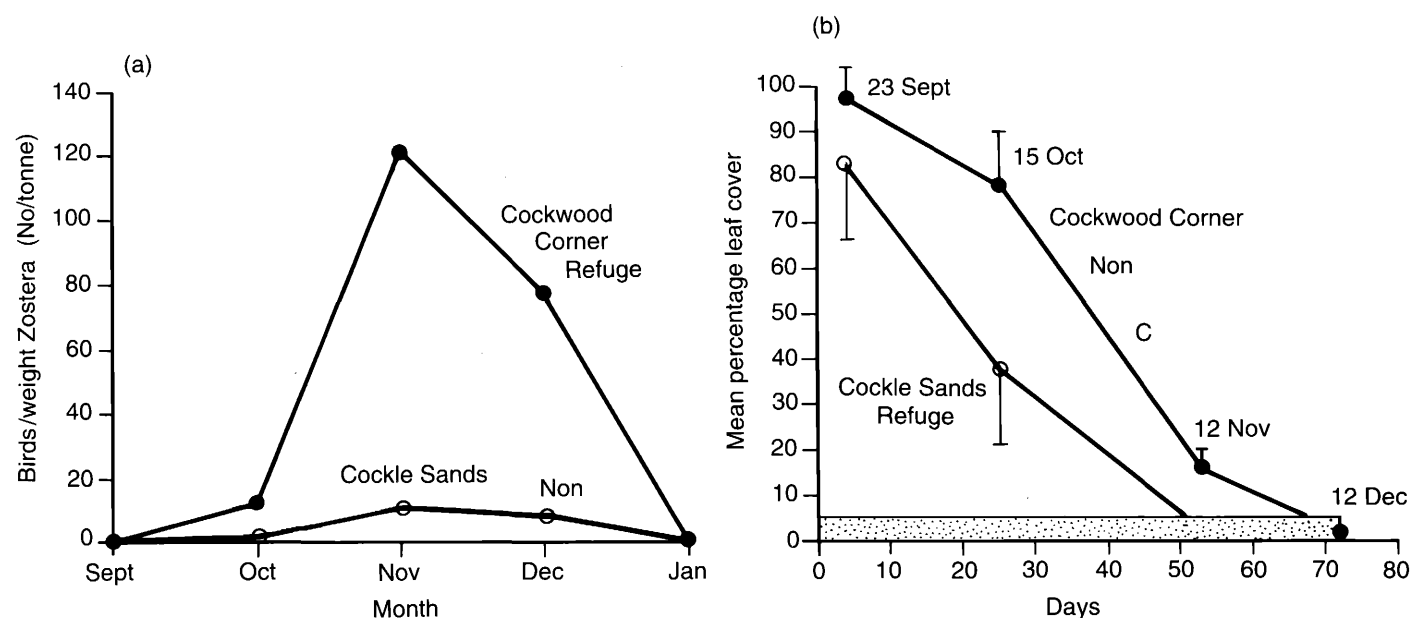 (a)
Birds/weight Zostera (No/tonne)
140
120
100
80
60
40
20
0
Cockwood
Corner
Refuge
Cockle Sands
Non
Sept
Oct
Nov
Dec
Jan
Month
(b)
Mean percentage leaf cover
100
90
80
70
60
50
40
30
20
10
0
23 Sept
15 Oct
Cockwood Corner
Non
C
Cockle Sands
Refuge
12 Nov
12 Dec
0
10
20
30
40
50
60
70
80
Days